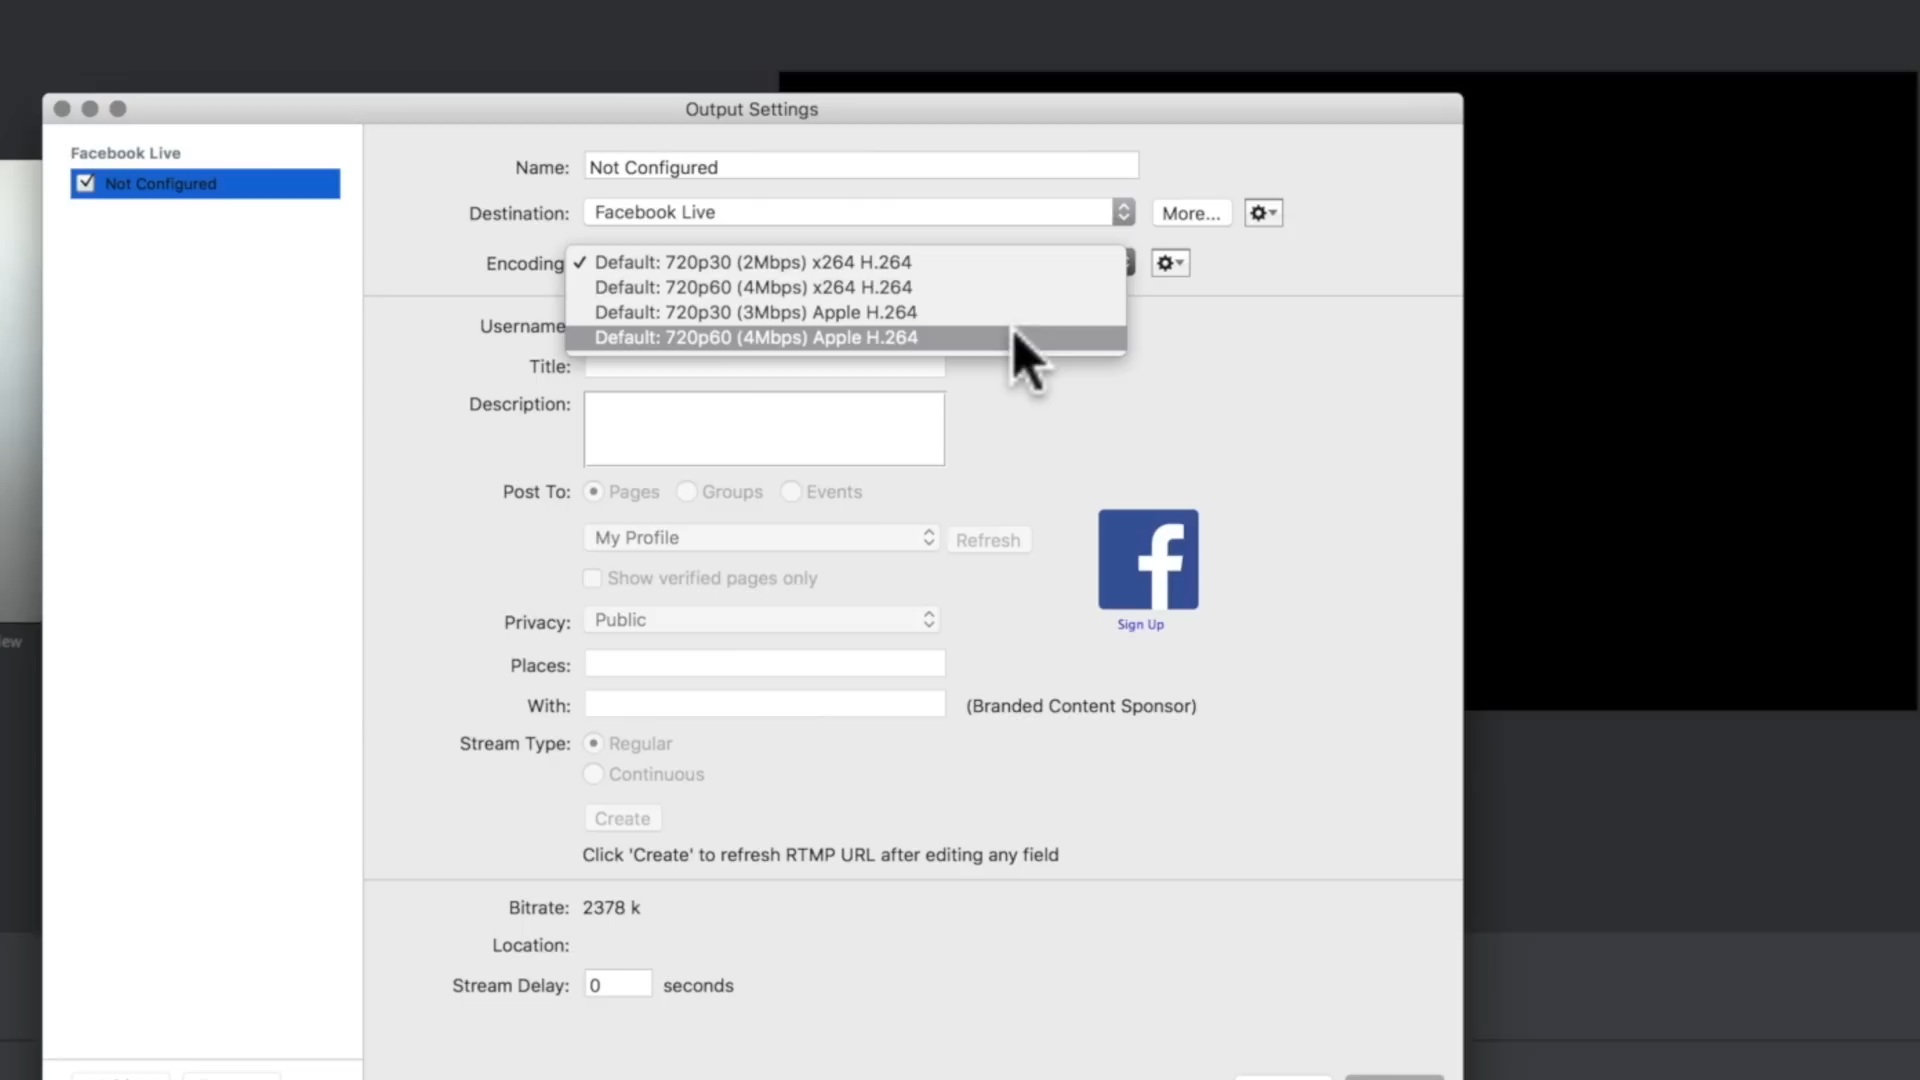 Output Settings
Facebook Live
Not Configured
Name: Not Configured
Destination: Facebook Live More...
Encoding ✓ Default: 720p30 (2Mbps) x264 H.264
Default: 720p60 (4Mbps) x264 H.264
Default: 720p30 (3Mbps) Apple H.264
Default: 720p60 (4Mbps) Apple H.264
Username
Title:
Description:
Post To: Pages Groups Events
My Profile Refresh
Show verified pages only
Privacy: Public
Sign Up
Places:
With: (Branded Content Sponsor)
Stream Type: Regular
Continuous
Create
Click 'Create' to refresh RTMP URL after editing any field
Bitrate: 2378 k
Location:
Stream Delay: 0 seconds